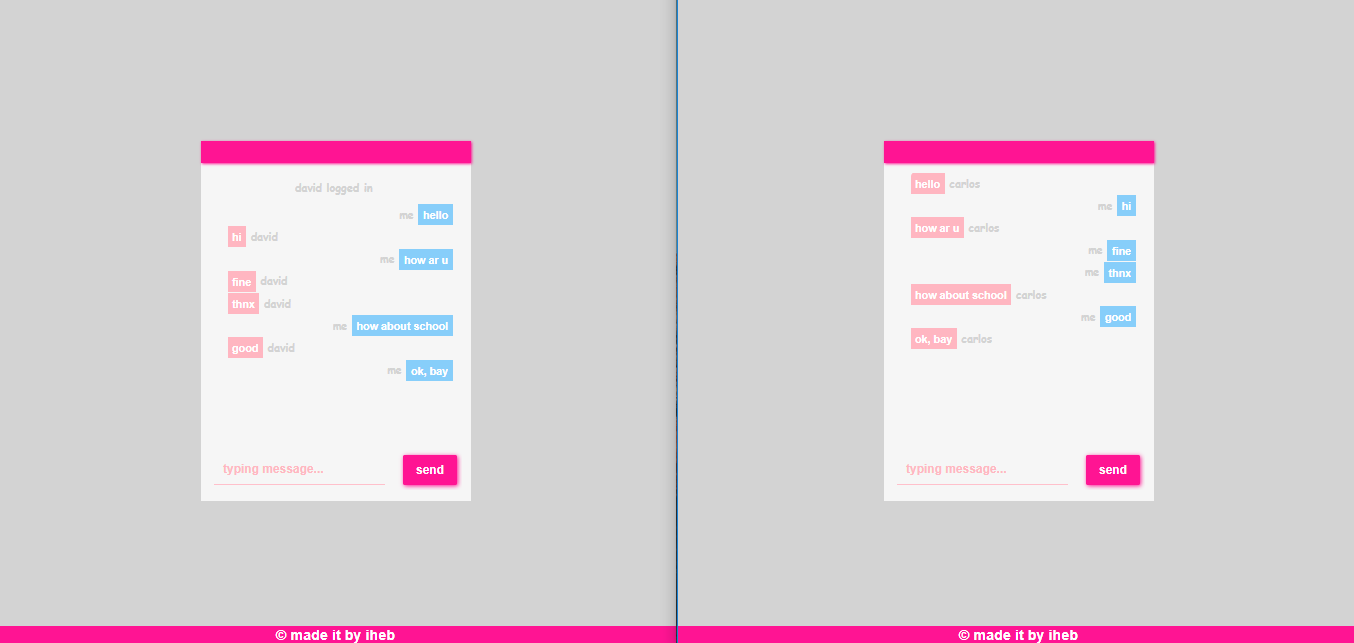 david logged in
me hello
hi david
me how ar u
fine david
thnx david
me how about school
good david
me ok, bay
typing message...
send
© made it by iheb
hello carlos
me hi
how ar u carlos
me fine
me thnx
how about school carlos
me good
ok, bay carlos
typing message...
send
© made it by iheb